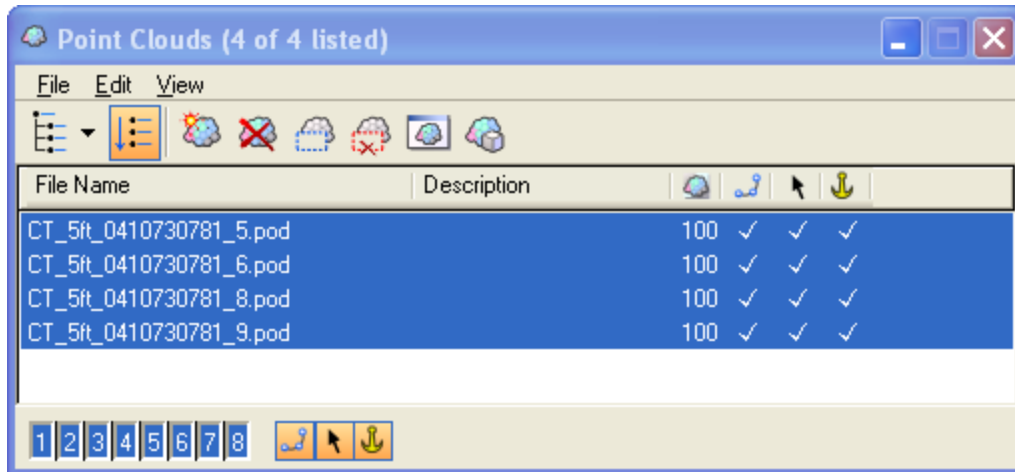 Point Clouds (4 of 4 listed)
File Edit View
File Name Description
CT_5ft_0410730781_5.pod 100
CT_5ft_0410730781_6.pod 100
CT_5ft_0410730781_8.pod 100
CT_5ft_0410730781_9.pod 100
1 2 3 4 5 6 7 8